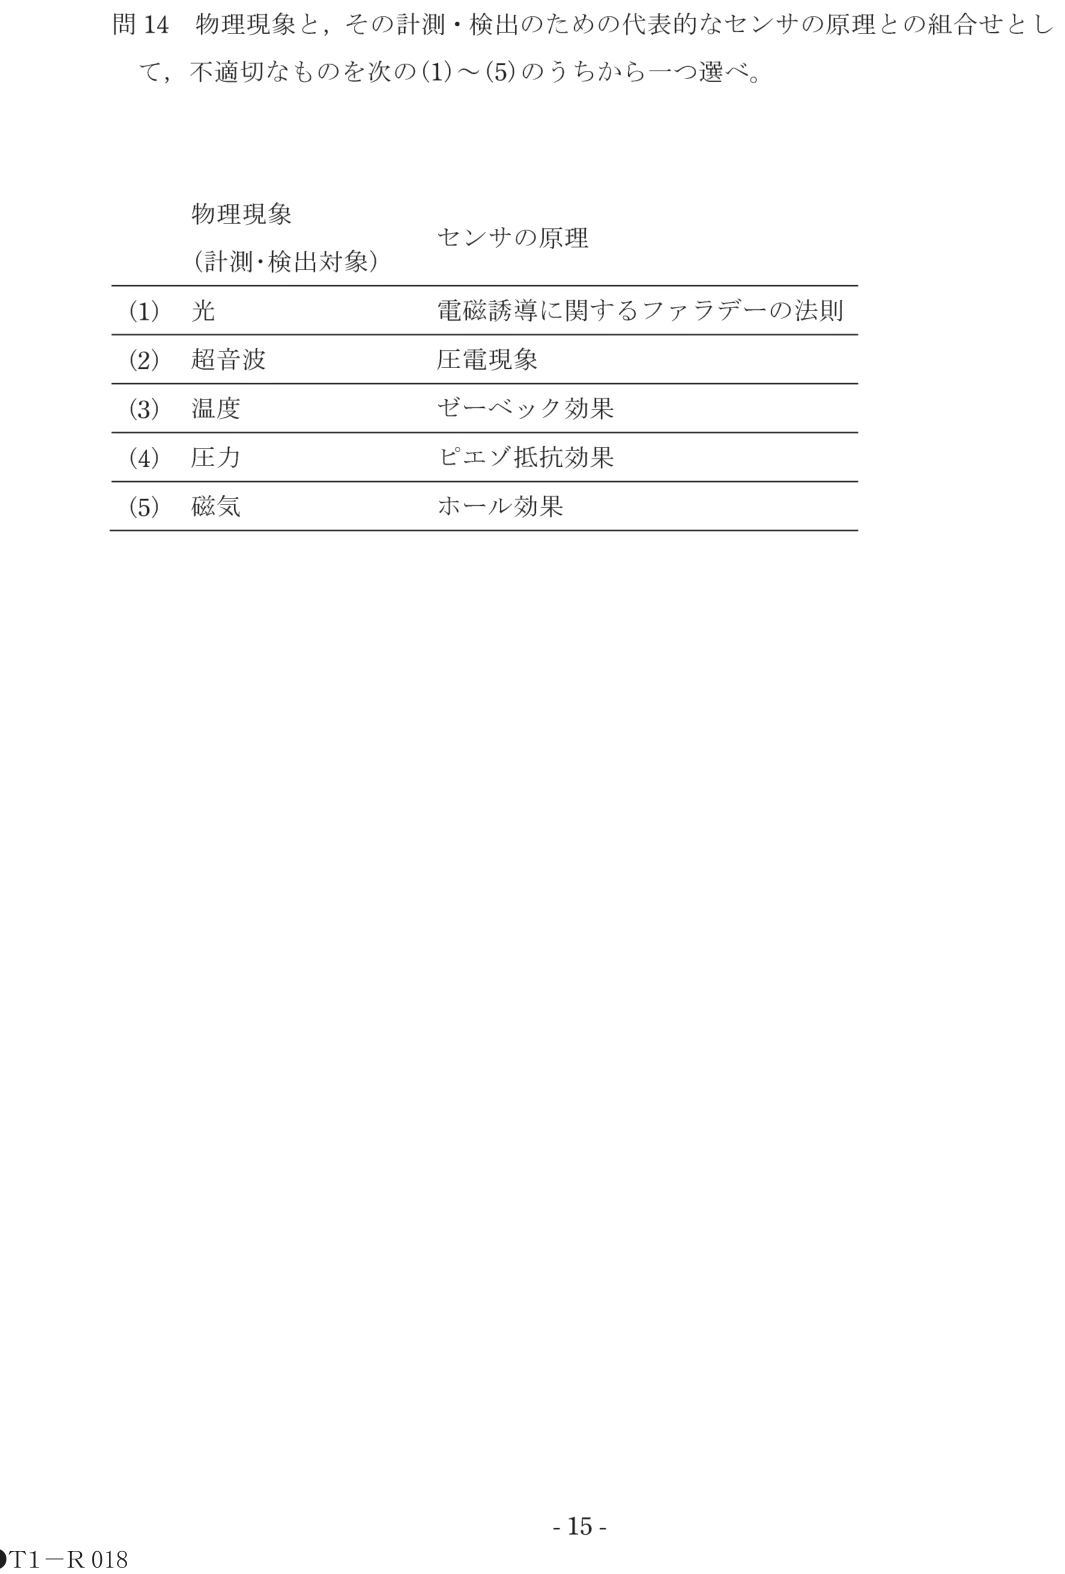 問 14　物理現象と，その計測・検出のための代表的なセンサの原理との組合せとし
て，不適切なものを次の(1)～(5)のうちから一つ選べ。
物理現象
（計測・検出対象）
センサの原理
(1)　光　電磁誘導に関するファラデーの法則
(2)　超音波　圧電現象
(3)　温度　ゼーベック効果
(4)　圧力　ピエゾ抵抗効果
(5)　磁気　ホール効果
- 15 -
●T1－R 018